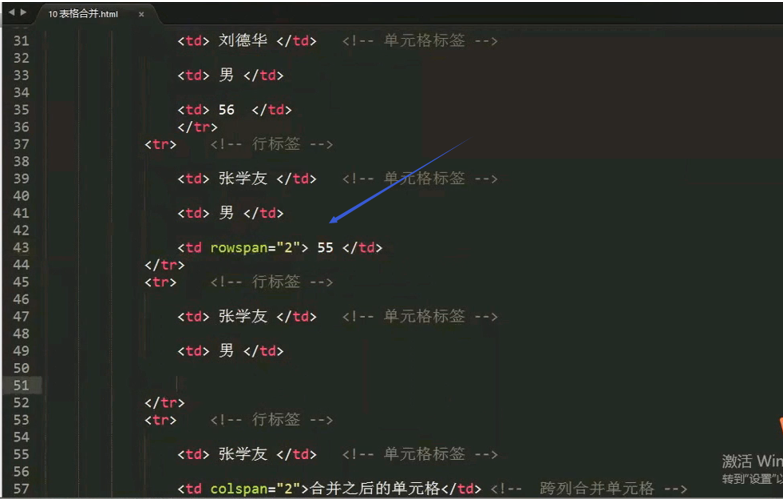 10 表格合并.html ×
31 <td> 刘德华 </td> <!-- 单元格标签 -->
32
33 <td> 男 </td>
34
35 <td> 56 </td>
36 </tr>
37 <tr> <!-- 行标签 -->
38
39 <td> 张学友 </td> <!-- 单元格标签 -->
40
41 <td> 男 </td>
42
43 <td rowspan="2"> 55 </td>
44 </tr>
45 <tr> <!-- 行标签 -->
46
47 <td> 张学友 </td> <!-- 单元格标签 -->
48
49 <td> 男 </td>
50
51
52 </tr>
53 <tr> <!-- 行标签 -->
54
55 <td> 张学友 </td> <!-- 单元格标签 -->
56
57 <td colspan="2">合并之后的单元格</td> <!-- 跨列合并单元格 -->
激活 Win
转到"设置"以